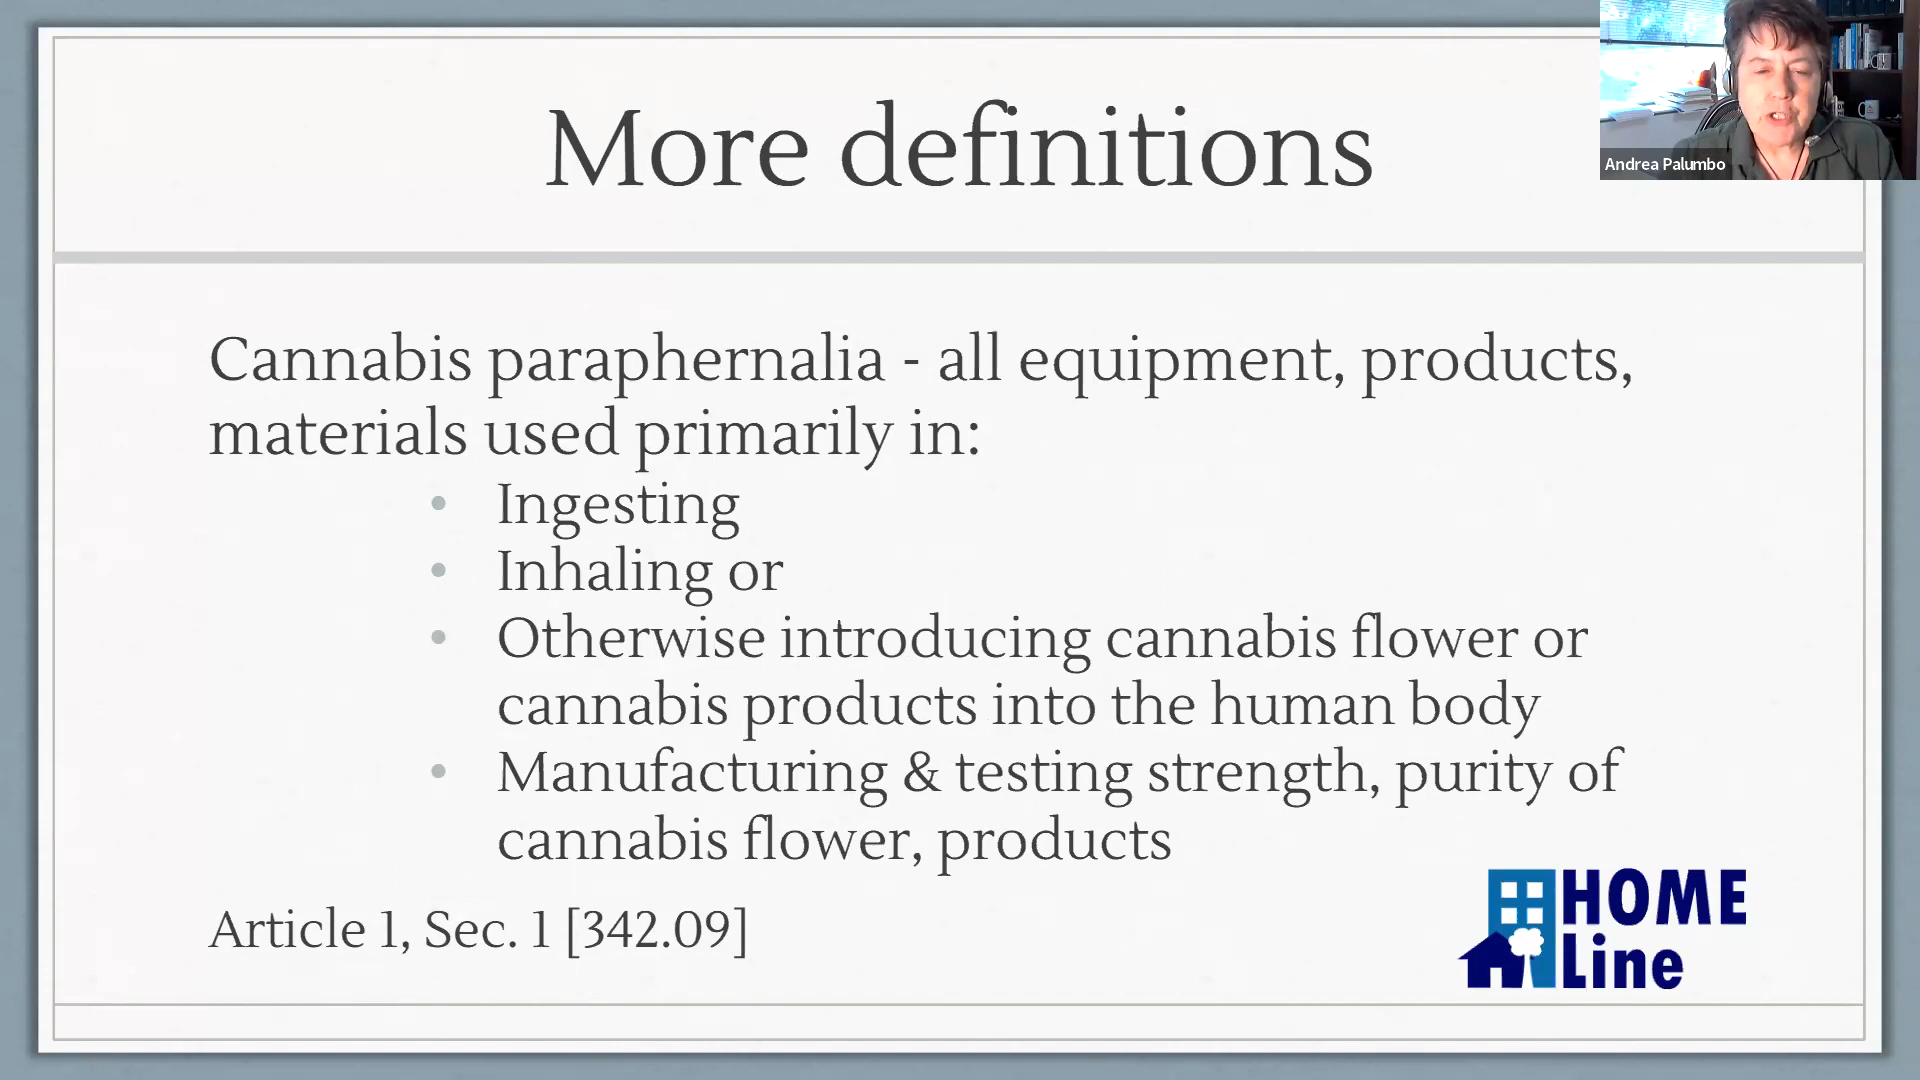 More definitions
Andrea Palumbo
Cannabis paraphernalia - all equipment, products,
materials used primarily in:
• Ingesting
• Inhaling or
• Otherwise introducing cannabis flower or
cannabis products into the human body
• Manufacturing & testing strength, purity of
cannabis flower, products
Article 1, Sec. 1 [342.09]
HOME
Line